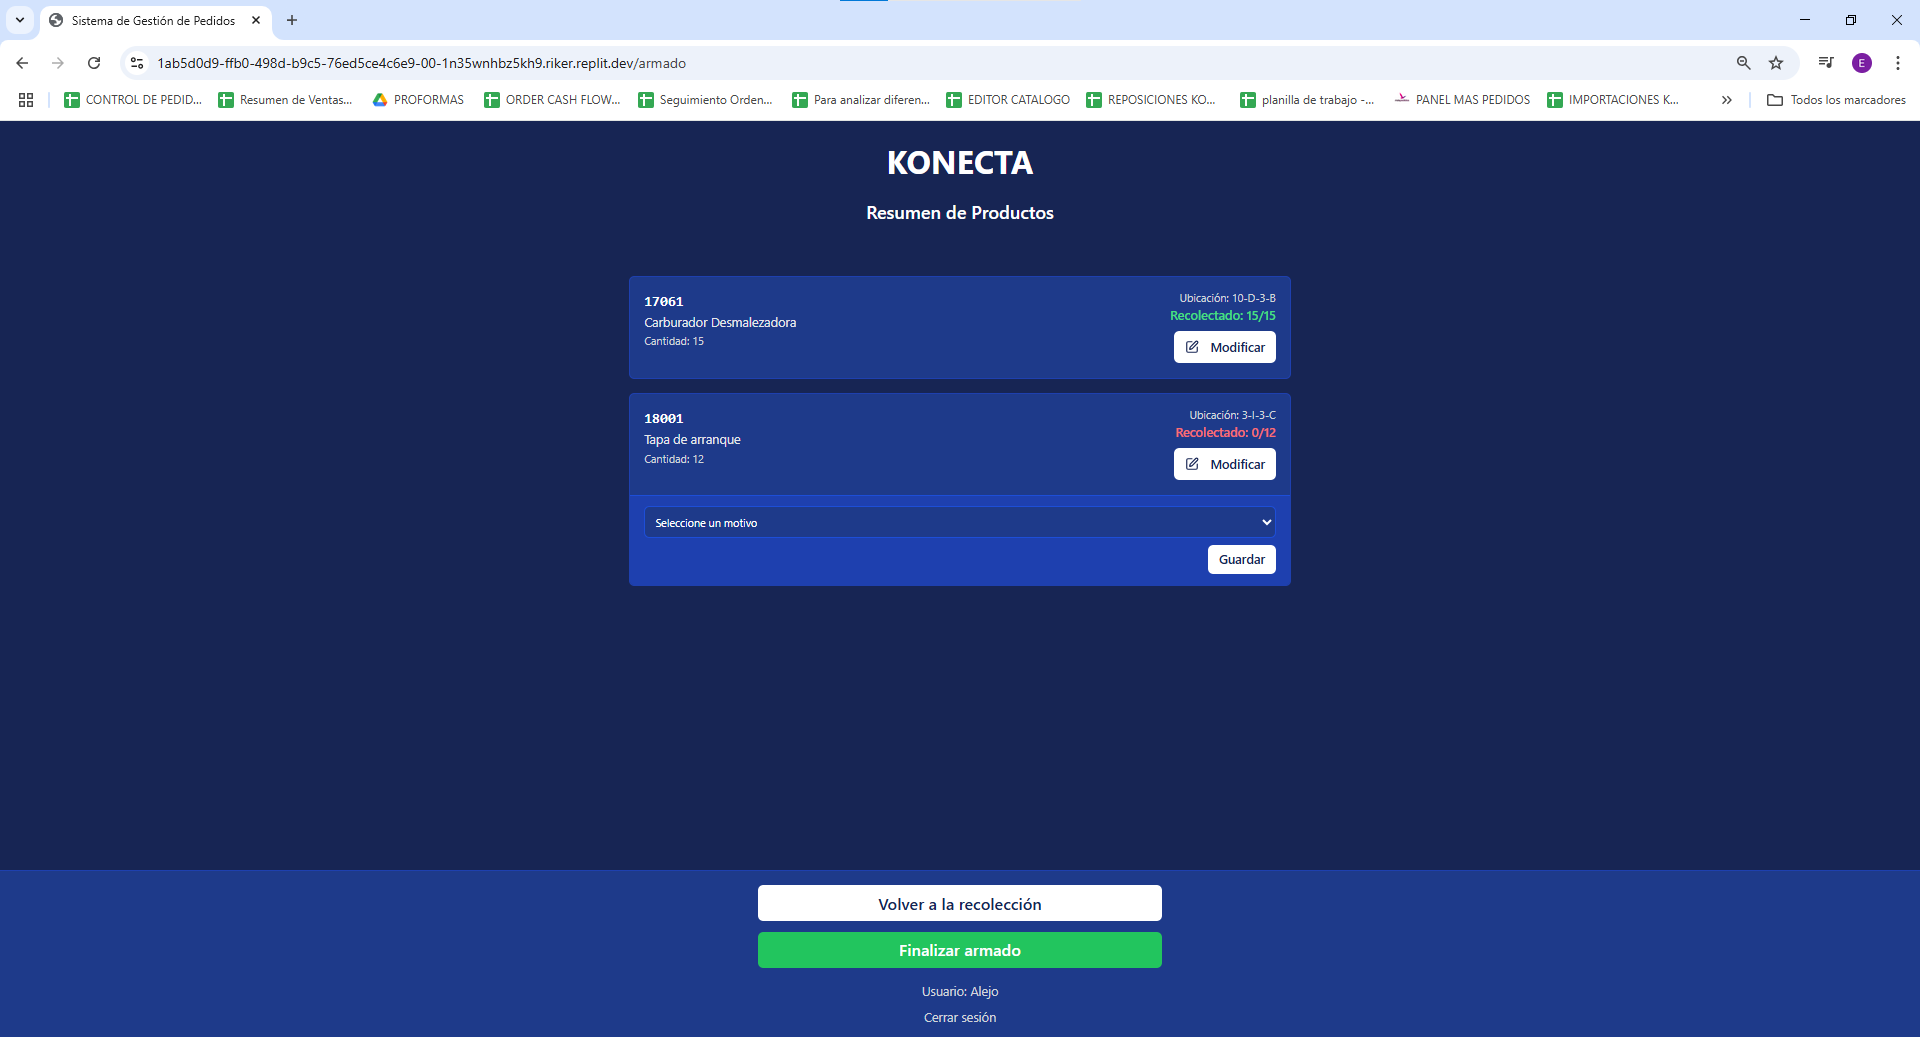 Sistema de Gestión de Pedidos
1ab5d0d9-ffb0-498d-b9c5-76ed5ce4c6e9-00-1n35wnhbz5kh9.riker.replit.dev/armado
E
CONTROL DE PEDID...
Resumen de Ventas...
PROFORMAS
ORDER CASH FLOW...
Seguimiento Orden...
Para analizar diferen...
EDITOR CATALOGO
REPOSICIONES KO...
planilla de trabajo -...
PANEL MAS PEDIDOS
IMPORTACIONES K...
Todos los marcadores
KONECTA
Resumen de Productos
17061
Carburador Desmalezadora
Cantidad: 15
Ubicación: 10-D-3-B
Recolectado: 15/15
Modificar
18001
Tapa de arranque
Cantidad: 12
Ubicación: 3-I-3-C
Recolectado: 0/12
Modificar
Seleccione un motivo
Guardar
Volver a la recolección
Finalizar armado
Usuario: Alejo
Cerrar sesión